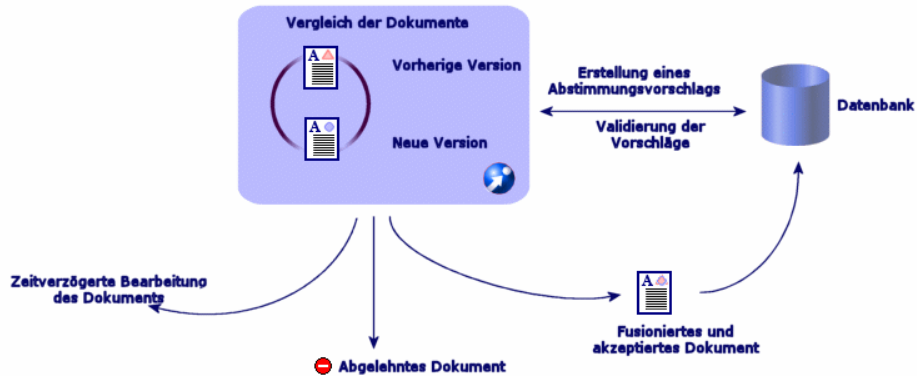 Vergleich der Dokumente
A
Vorherige Version
A
Neue Version
Erstellung eines
Abstimmungsvorschlags
Validierung der
Vorschläge
Datenbank
Zeitverzögerte Bearbeitung
des Dokuments
A
Fusioniertes und
akzeptiertes Dokument
Abgelehntes Dokument